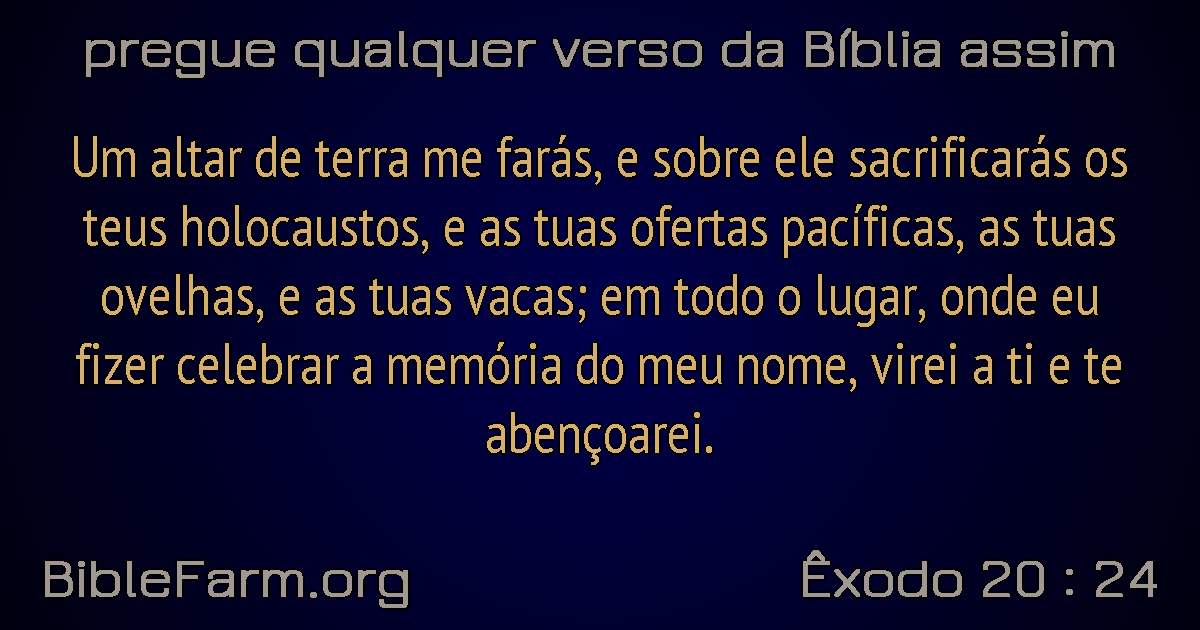 pregue qualquer verso da Bíblia assim
Um altar de terra me farás, e sobre ele sacrificarás os
teus holocaustos, e as tuas ofertas pacíficas, as tuas
ovelhas, e as tuas vacas; em todo o lugar, onde eu
fizer celebrar a memória do meu nome, virei a ti e te
abençoarei.
BibleFarm.org
Êxodo 20 : 24